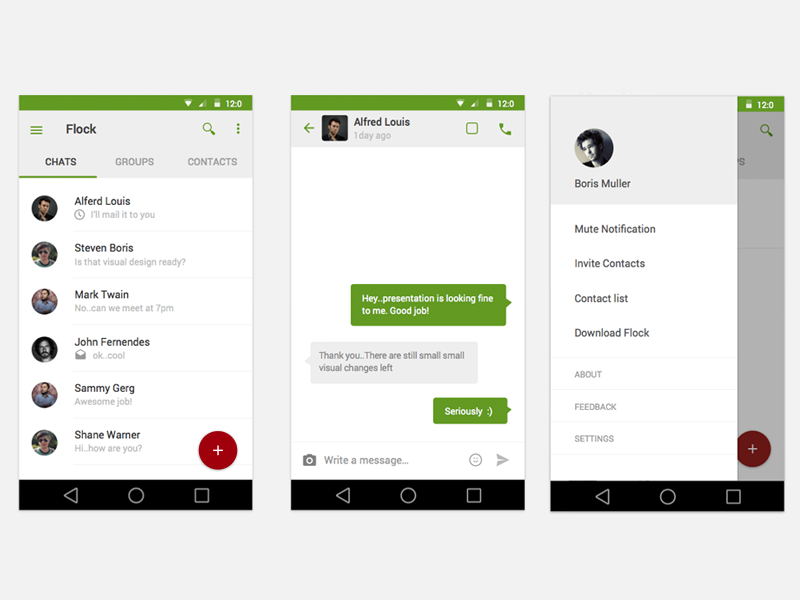 12:0
Flock
CHATS GROUPS CONTACTS
Alferd Louis
I'll mail it to you
Steven Boris
Is that visual design ready?
Mark Twain
No..can we meet at 7pm
John Fernendes
ok..cool
Sammy Gerg
Awesome job!
Shane Warner
Hi..how are you?
12:0
Alfred Louis
1day ago
Hey..presentation is looking fine
to me. Good job!
Thank you..There are still small small
visual changes left
Seriously :)
Write a message...
12:0
PS
Boris Muller
Mute Notification
Invite Contacts
Contact list
Download Flock
ABOUT
FEEDBACK
SETTINGS